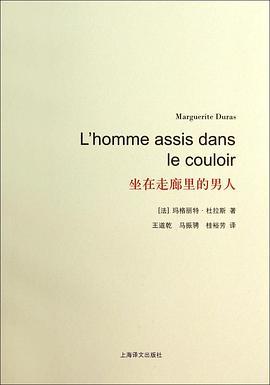 Marguerite Duras
L'homme assis dans
le couloir
坐在走廊里的男人
[法] 玛格丽特·杜拉斯 著
王道乾 马振骋 桂裕芳 译
上海译文出版社